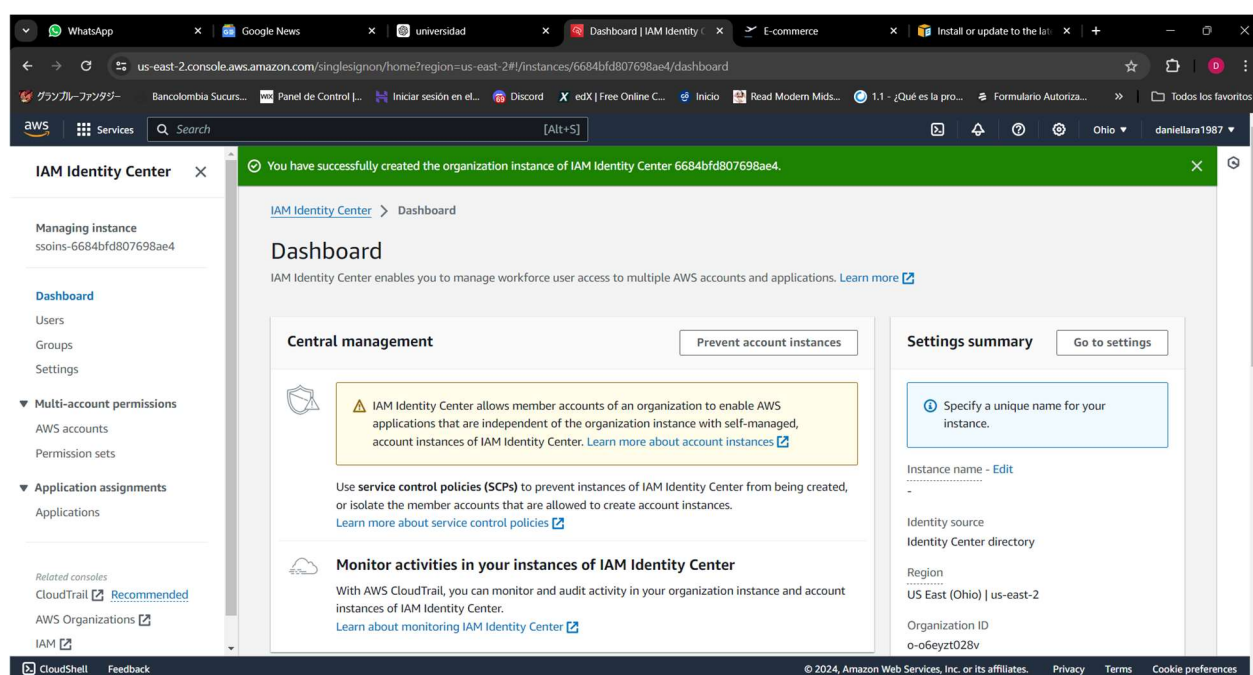 WhatsApp
Google News
universidad
Dashboard | IAM Identity C
E-commerce
Install or update to the lat
us-east-2.console.aws.amazon.com/singlesignon/home?region=us-east-2#!/instances/6684bfd807698ae4/dashboard
グランブルーファンタジー
Bancolombia Sucurs...
Panel de Control |...
Iniciar sesión en el...
Discord
edX | Free Online C...
Inicio
Read Modern Mids...
1.1 - ¿Qué es la pro...
Formulario Autoriza...
»
Todos los favoritos
aws
Services
Search
[Alt+S]
Ohio
daniellara1987
IAM Identity Center
Managing instance
ssoins-6684bfd807698ae4
Dashboard
Users
Groups
Settings
Multi-account permissions
AWS accounts
Permission sets
Application assignments
Applications
Related consoles
CloudTrail Recommended
AWS Organizations
IAM
You have successfully created the organization instance of IAM Identity Center 6684bfd807698ae4.
IAM Identity Center > Dashboard
Dashboard
IAM Identity Center enables you to manage workforce user access to multiple AWS accounts and applications. Learn more
Central management
Prevent account instances
IAM Identity Center allows member accounts of an organization to enable AWS
applications that are independent of the organization instance with self-managed,
account instances of IAM Identity Center. Learn more about account instances
Use service control policies (SCPs) to prevent instances of IAM Identity Center from being created,
or isolate the member accounts that are allowed to create account instances.
Learn more about service control policies
Monitor activities in your instances of IAM Identity Center
With AWS CloudTrail, you can monitor and audit activity in your organization instance and account
instances of IAM Identity Center.
Learn about monitoring IAM Identity Center
Settings summary
Go to settings
Specify a unique name for your
instance.
Instance name - Edit
-
Identity source
Identity Center directory
Region
US East (Ohio) | us-east-2
Organization ID
o-o6eyzt028v
CloudShell
Feedback
© 2024, Amazon Web Services, Inc. or its affiliates.
Privacy
Terms
Cookie preferences